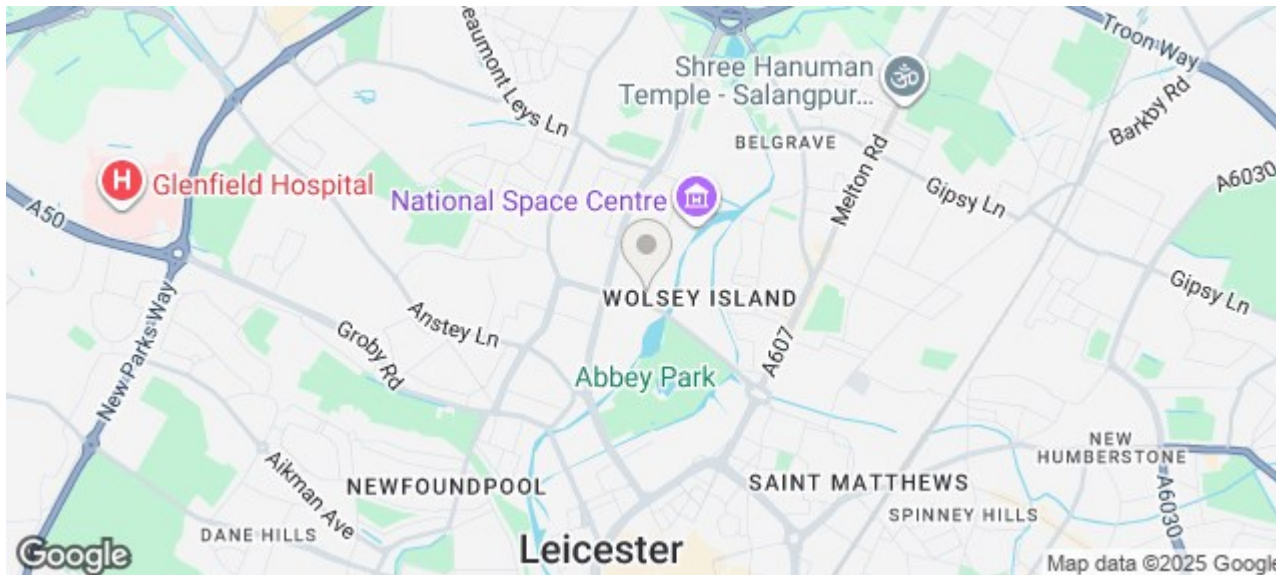 Troon Way
Beaumont Leys Ln
Shree Hanuman
Temple - Salangpur...
BELGRAVE
Barkby Rd
H
Glenfield Hospital
National Space Centre
Melton Rd
Gipsy Ln
A6030
A50
WOLSEY ISLAND
Gipsy Ln
Anstey Ln
Groby Rd
A607
New Parks Way
Abbey Park
NEW
HUMBERSTONE
NEWFOUNDPOOL
SAINT MATTHEWS
Aikman Ave
A6030
SPINNEY HILLS
DANE HILLS
Leicester
Google
Map data ©2025 Google